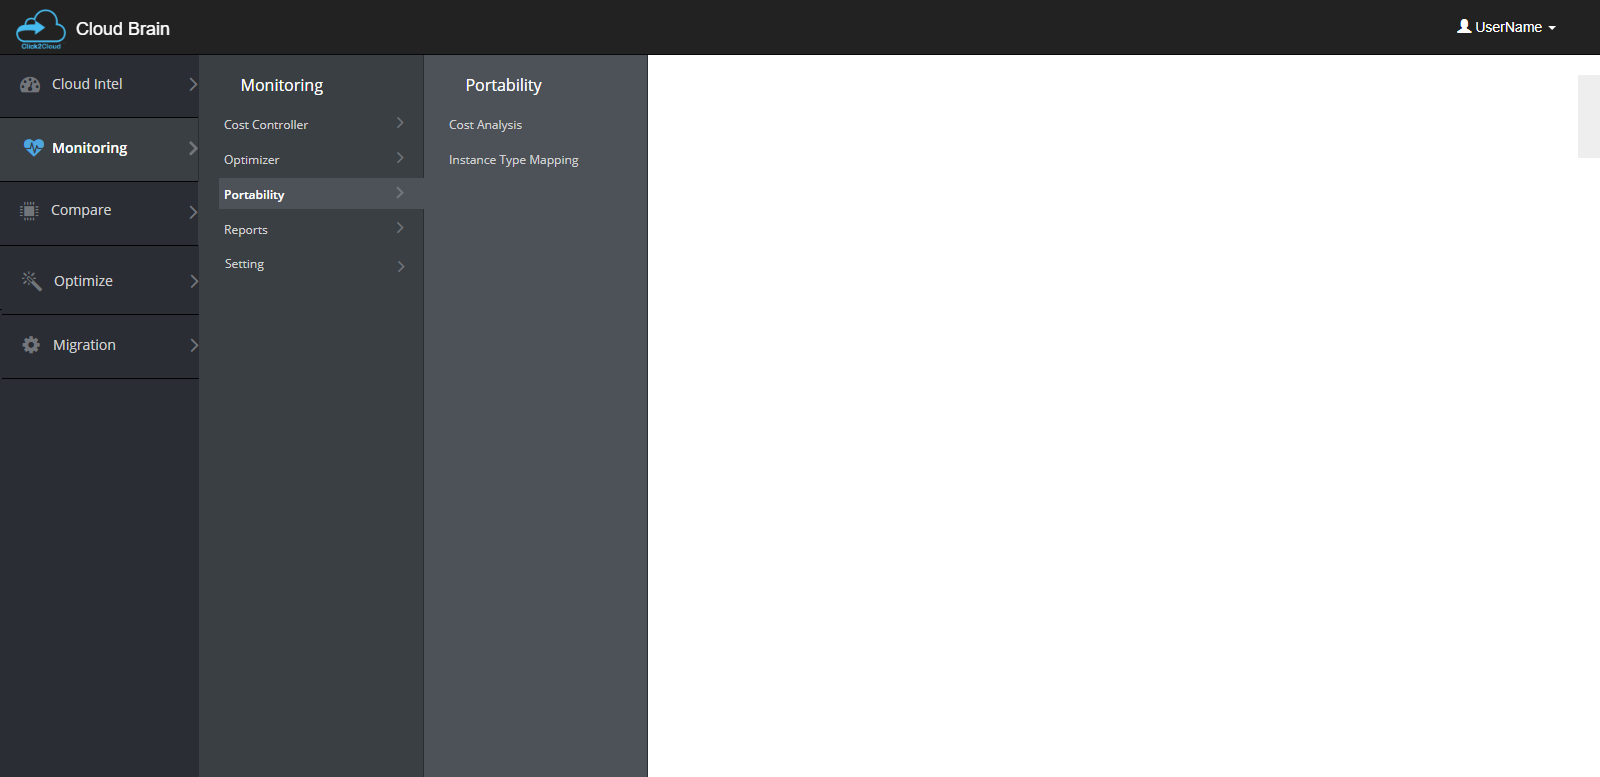 Click2Cloud
Cloud Brain
UserName
Cloud Intel
Monitoring
Compare
Optimize
Migration
Monitoring
Cost Controller
Optimizer
Portability
Reports
Setting
Portability
Cost Analysis
Instance Type Mapping